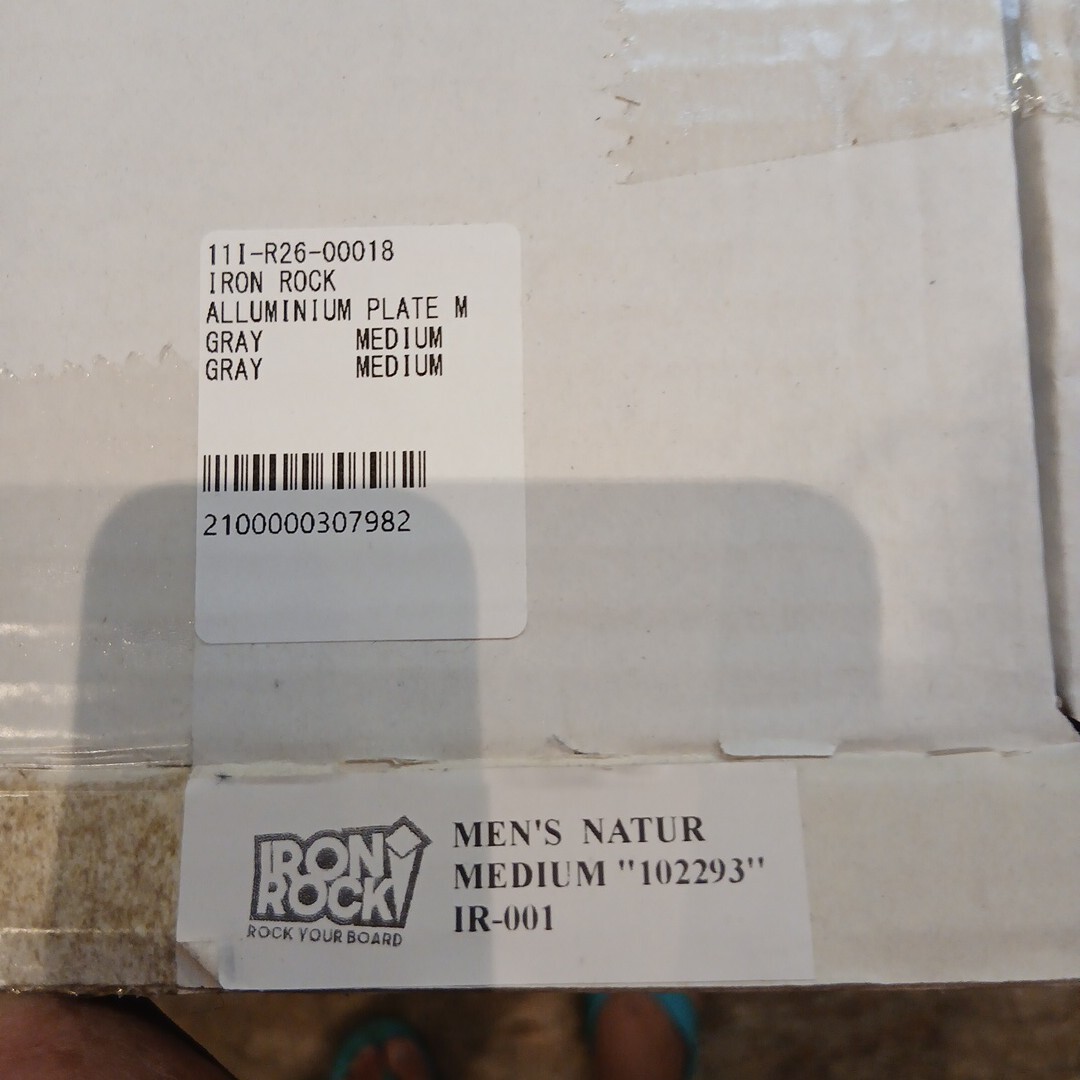 11I-R26-00018
IRON ROCK
ALLUMINIUM PLATE M
GRAY MEDIUM
GRAY MEDIUM
2100000307982
IRON
ROCK
ROCK YOUR BOARD
MEN'S NATUR
MEDIUM "102293"
IR-001